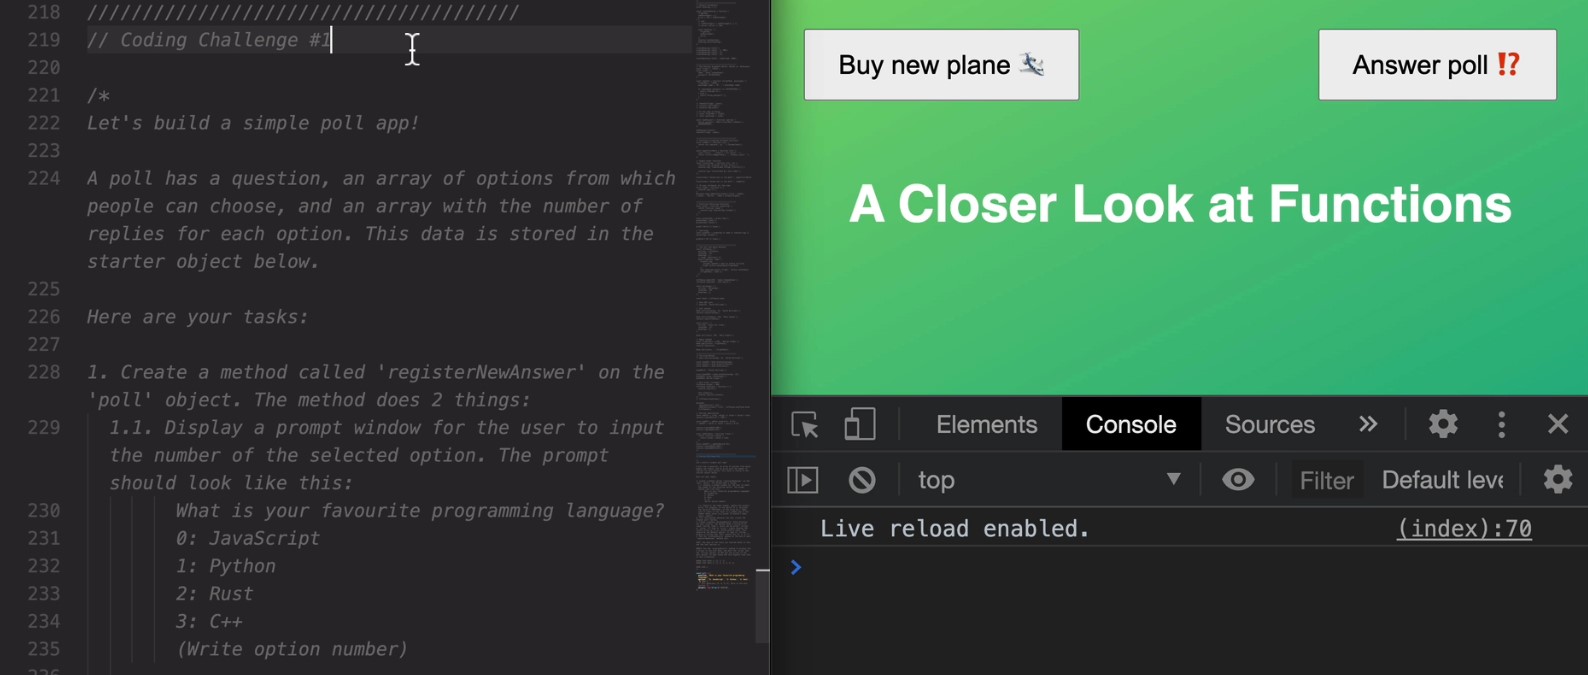 218 ///////////////////////////////////////
219 // Coding Challenge #1
220
221 /*
222 Let's build a simple poll app!
223
224 A poll has a question, an array of options from which
people can choose, and an array with the number of
replies for each option. This data is stored in the
starter object below.
225
226 Here are your tasks:
227
228 1. Create a method called 'registerNewAnswer' on the
'poll' object. The method does 2 things:
229 1.1. Display a prompt window for the user to input
the number of the selected option. The prompt
should look like this:
230 What is your favourite programming language?
231 0: JavaScript
232 1: Python
233 2: Rust
234 3: C++
235 (Write option number)
Buy new plane 🛩
Answer poll ⁉️
A Closer Look at Functions
Elements Console Sources »
top ▼ Filter Default leve
Live reload enabled. (index):70